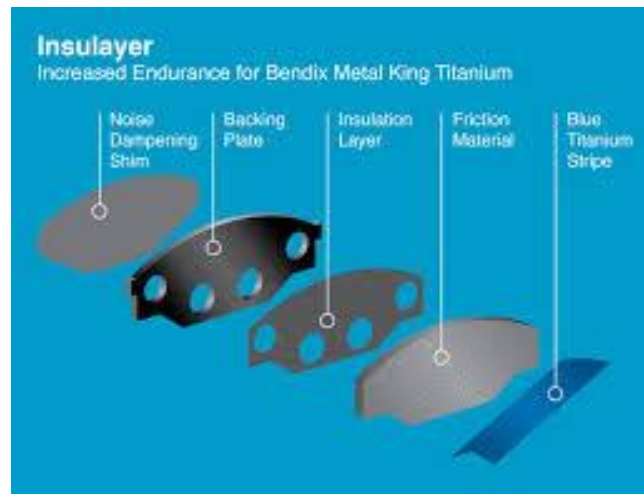 Insulayer
Increased Endurance for Bendix Metal King Titanium
Noise
Dampening
Shim
Backing
Plate
Insulation
Layer
Friction
Material
Blue
Titanium
Stripe